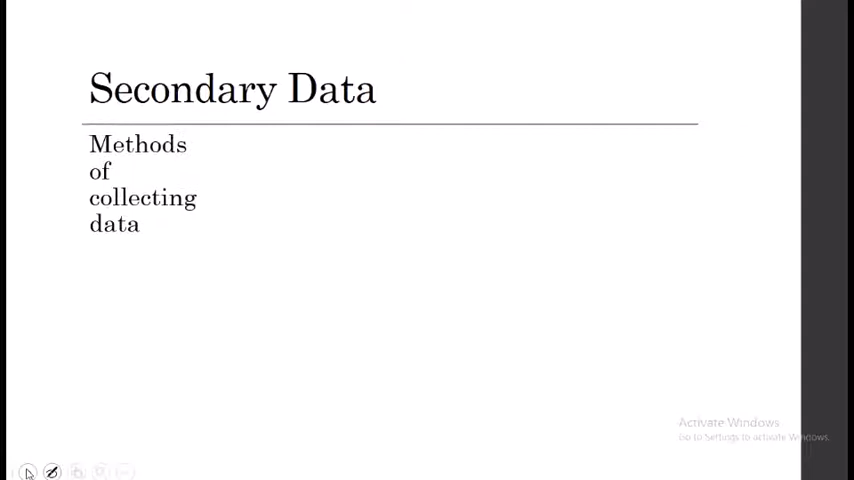 Secondary Data
Methods
of
collecting
data
Activate Windows
Go to Settings to activate Windows.